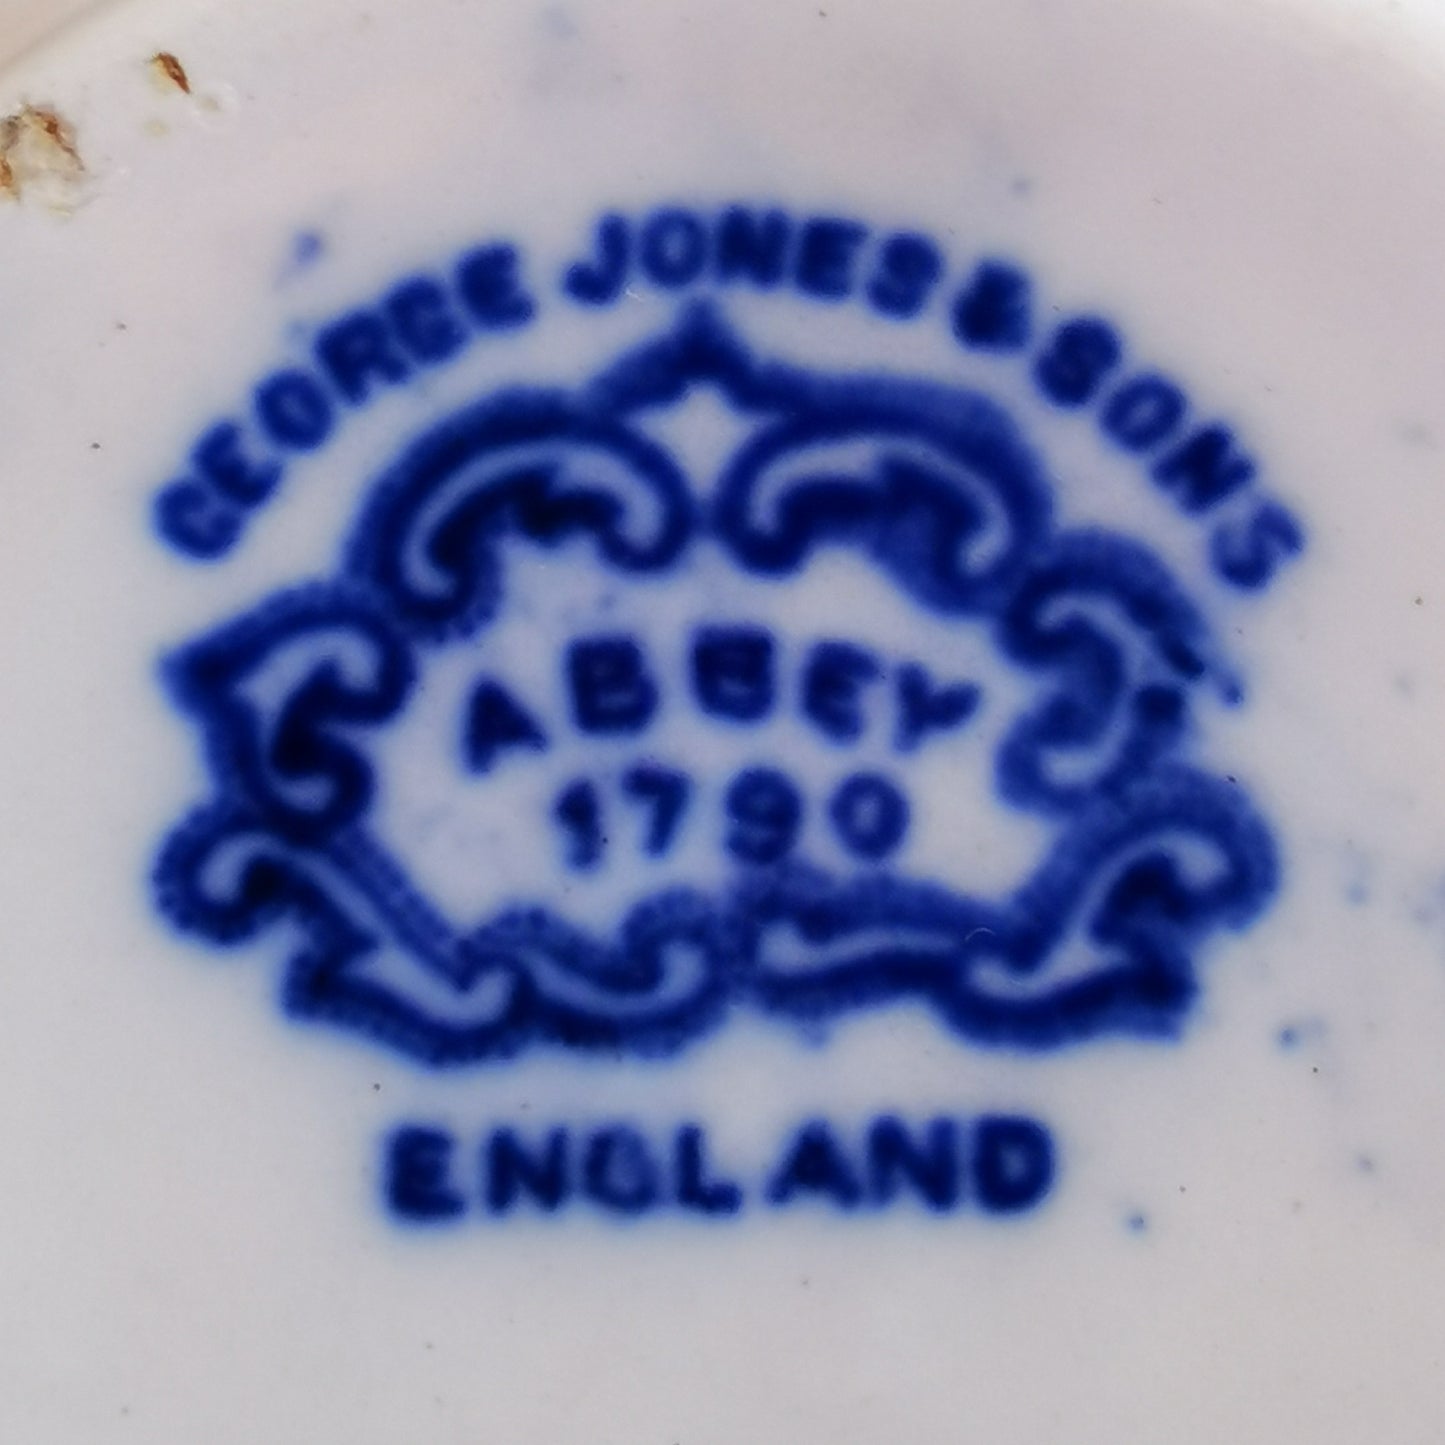 GEORGE JONES & SONS
ABBEY
1790
ENGLAND